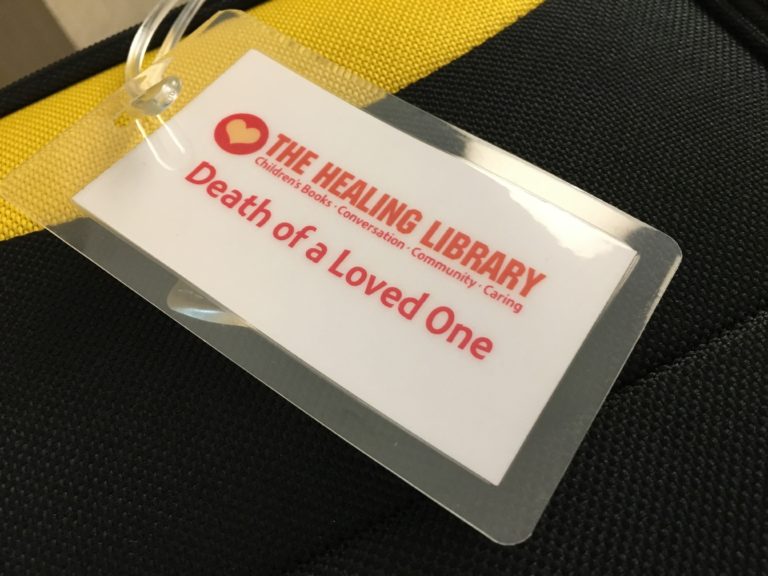 THE HEALING LIBRARY
Children's Books · Conversation · Community · Caring
Death of a Loved One